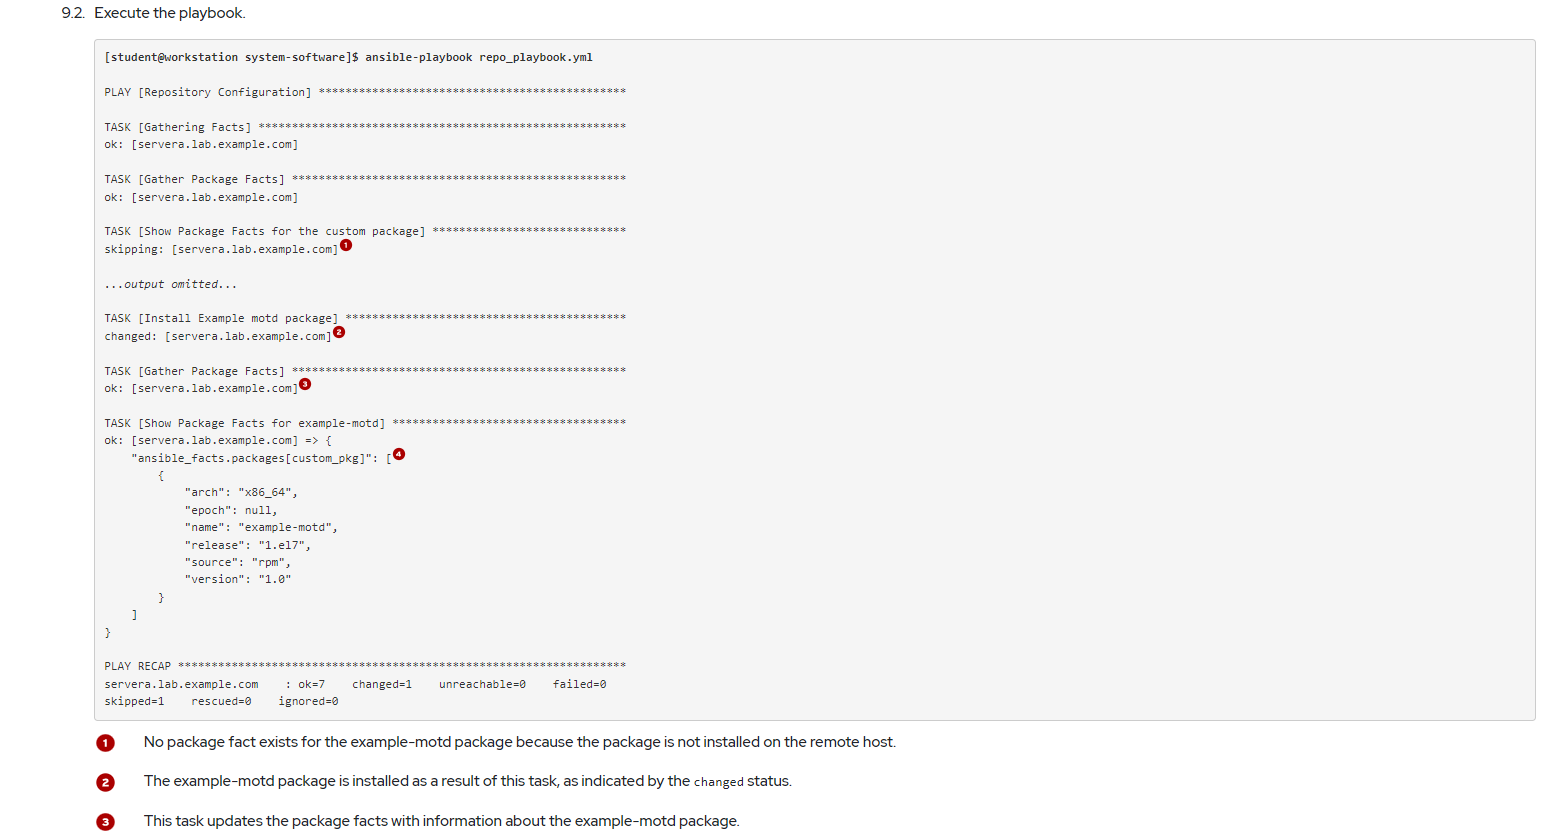 9.2. Execute the playbook.
[student@workstation system-software]$ ansible-playbook repo_playbook.yml
PLAY [Repository Configuration] **********************************************
TASK [Gathering Facts] *******************************************************
ok: [servera.lab.example.com]
TASK [Gather Package Facts] **************************************************
ok: [servera.lab.example.com]
TASK [Show Package Facts for the custom package] *****************************
skipping: [servera.lab.example.com] 1
...output omitted...
TASK [Install Example motd package] ******************************************
changed: [servera.lab.example.com] 2
TASK [Gather Package Facts] **************************************************
ok: [servera.lab.example.com] 3
TASK [Show Package Facts for example-motd] ***********************************
ok: [servera.lab.example.com] => {
    "ansible_facts.packages[custom_pkg]": [ 4
        {
            "arch": "x86_64",
            "epoch": null,
            "name": "example-motd",
            "release": "1.el7",
            "source": "rpm",
            "version": "1.0"
        }
    ]
}
PLAY RECAP *******************************************************************
servera.lab.example.com    : ok=7    changed=1    unreachable=0    failed=0
skipped=1    rescued=0    ignored=0
1 No package fact exists for the example-motd package because the package is not installed on the remote host.
2 The example-motd package is installed as a result of this task, as indicated by the changed status.
3 This task updates the package facts with information about the example-motd package.